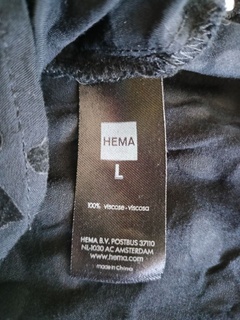 HEMA
L
100% viscose-viscosa
HEMA B.V. POSTBUS 37110
NL-1030 AC AMSTERDAM
www.hema.com
made in China